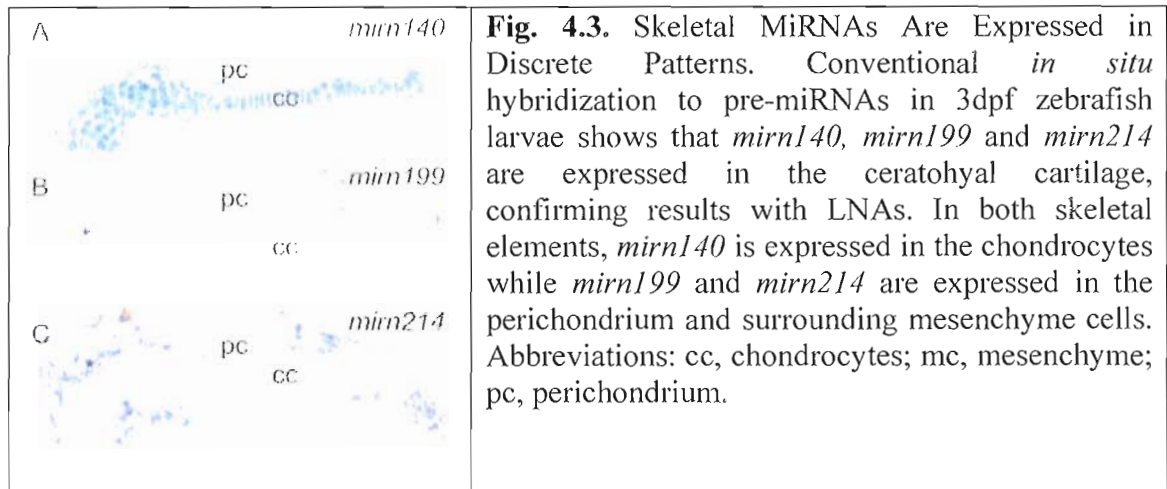 A mirn140
pc
cc
B mirn199
pc
cc
C mirn214
pc
cc
Fig. 4.3. Skeletal MiRNAs Are Expressed in
Discrete Patterns. Conventional in situ
hybridization to pre-miRNAs in 3dpf zebrafish
larvae shows that mirn140, mirn199 and mirn214
are expressed in the ceratohyal cartilage,
confirming results with LNAs. In both skeletal
elements, mirn140 is expressed in the chondrocytes
while mirn199 and mirn214 are expressed in the
perichondrium and surrounding mesenchyme cells.
Abbreviations: cc, chondrocytes; mc, mesenchyme;
pc, perichondrium.